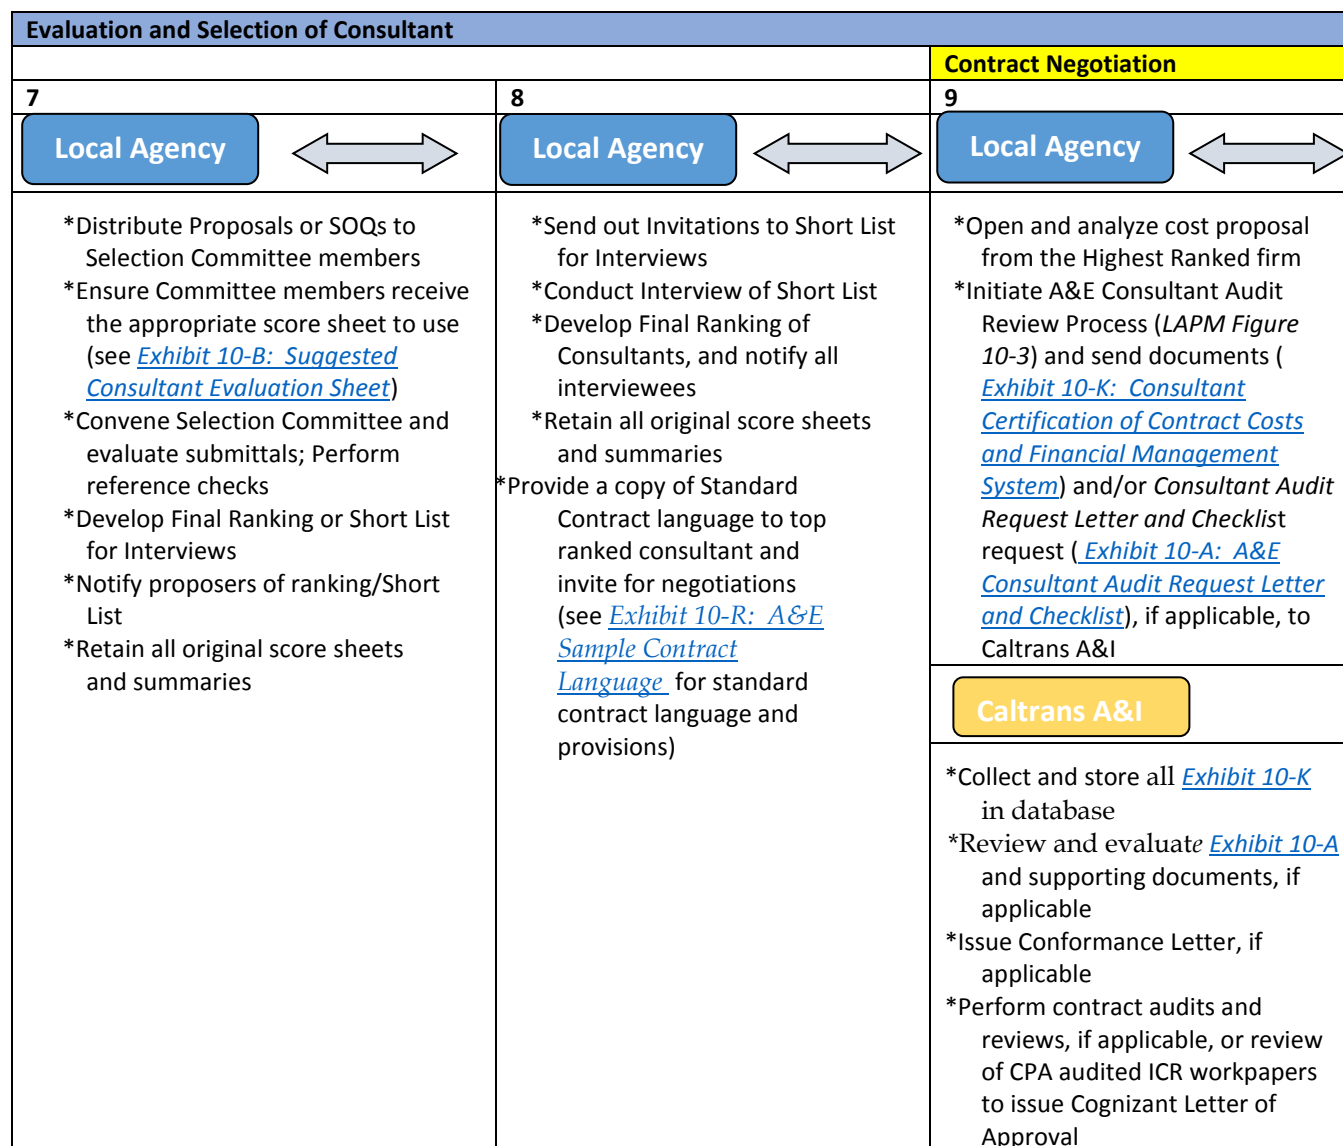 Evaluation and Selection of Consultant
Contract Negotiation
7
8
9
Local Agency
Local Agency
Local Agency
*Distribute Proposals or SOQs to
Selection Committee members
*Ensure Committee members receive
the appropriate score sheet to use
(see Exhibit 10-B: Suggested
Consultant Evaluation Sheet)
*Convene Selection Committee and
evaluate submittals; Perform
reference checks
*Develop Final Ranking or Short List
for Interviews
*Notify proposers of ranking/Short
List
*Retain all original score sheets
and summaries
*Send out Invitations to Short List
for Interviews
*Conduct Interview of Short List
*Develop Final Ranking of
Consultants, and notify all
interviewees
*Retain all original score sheets
and summaries
*Provide a copy of Standard
Contract language to top
ranked consultant and
invite for negotiations
(see Exhibit 10-R: A&E
Sample Contract
Language for standard
contract language and
provisions)
*Open and analyze cost proposal
from the Highest Ranked firm
*Initiate A&E Consultant Audit
Review Process (LAPM Figure
10-3) and send documents (
Exhibit 10-K: Consultant
Certification of Contract Costs
and Financial Management
System) and/or Consultant Audit
Request Letter and Checklist
request ( Exhibit 10-A: A&E
Consultant Audit Request Letter
and Checklist), if applicable, to
Caltrans A&I
Caltrans A&I
*Collect and store all Exhibit 10-K
in database
*Review and evaluate Exhibit 10-A
and supporting documents, if
applicable
*Issue Conformance Letter, if
applicable
*Perform contract audits and
reviews, if applicable, or review
of CPA audited ICR workpapers
to issue Cognizant Letter of
Approval